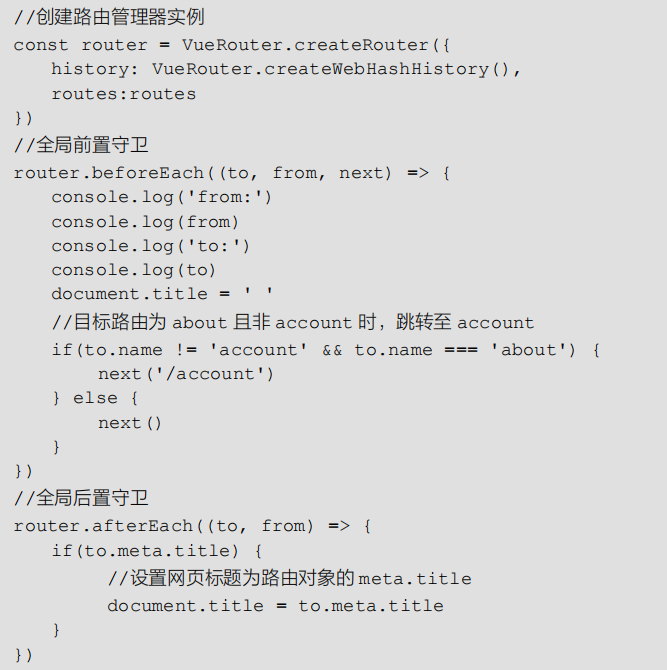 //创建路由管理器实例
const router = VueRouter.createRouter({
    history: VueRouter.createWebHashHistory(),
    routes:routes
})
//全局前置守卫
router.beforeEach((to, from, next) => {
    console.log('from:')
    console.log(from)
    console.log('to:')
    console.log(to)
    document.title = ' '
    //目标路由为 about 且非 account 时，跳转至 account
    if(to.name != 'account' && to.name === 'about') {
        next('/account')
    } else {
        next()
    }
})
//全局后置守卫
router.afterEach((to, from) => {
    if(to.meta.title) {
        //设置网页标题为路由对象的 meta.title
        document.title = to.meta.title
    }
})